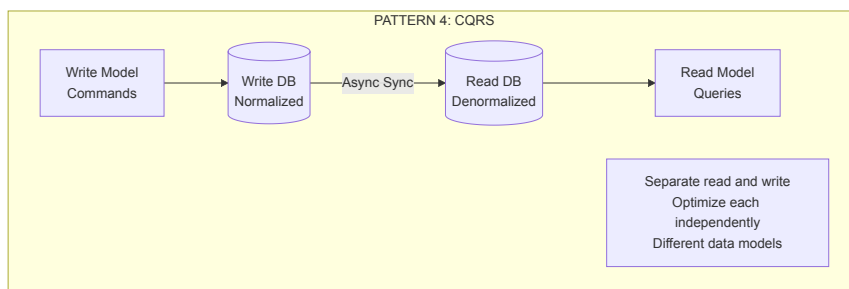 PATTERN 4: CQRS
Write Model
Commands
Write DB
Normalized
Async Sync
Read DB
Denormalized
Read Model
Queries
Separate read and write
Optimize each
independently
Different data models